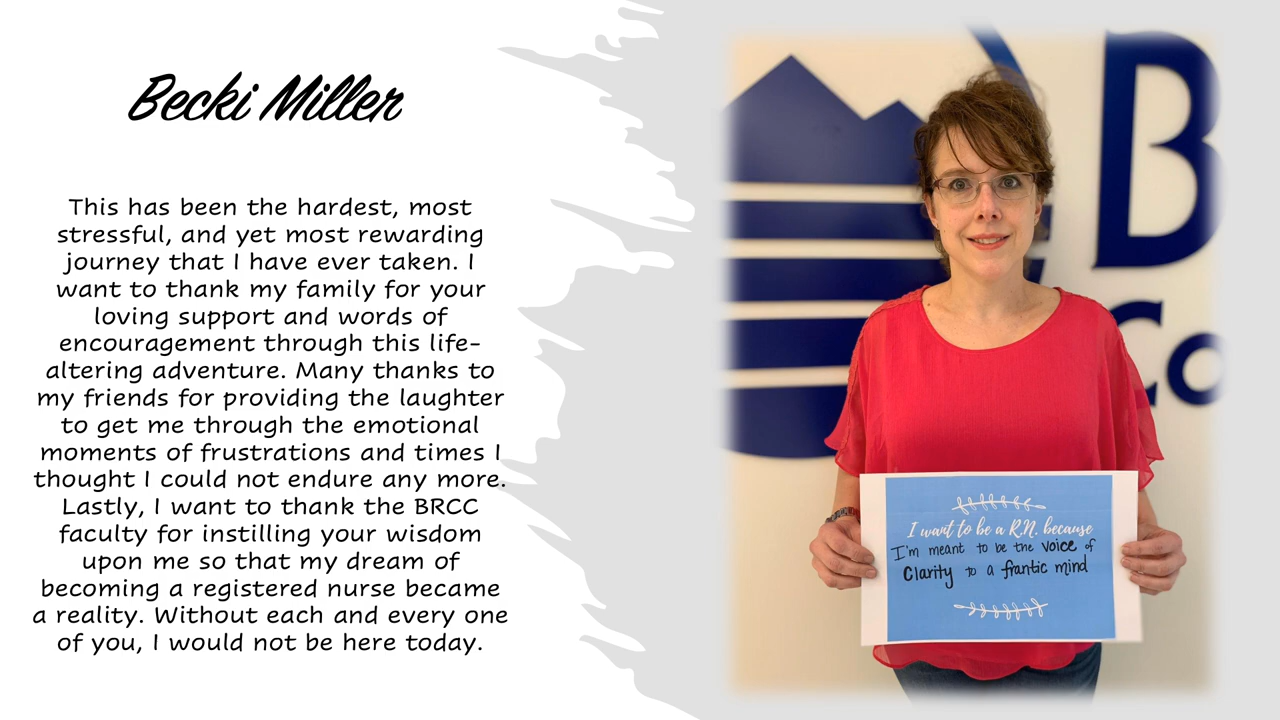 Becki Miller
This has been the hardest, most
stressful, and yet most rewarding
journey that I have ever taken. I
want to thank my family for your
loving support and words of
encouragement through this life-
altering adventure. Many thanks to
my friends for providing the laughter
to get me through the emotional
moments of frustrations and times I
thought I could not endure any more.
Lastly, I want to thank the BRCC
faculty for instilling your wisdom
upon me so that my dream of
becoming a registered nurse became
a reality. Without each and every one
of you, I would not be here today.
B
Co
I want to be a R.N. because
I'm meant to be the voice of
Clarity to a frantic mind